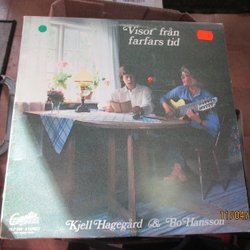 Visor från
farfars tid
Kjell Hagegård & Bo Hansson